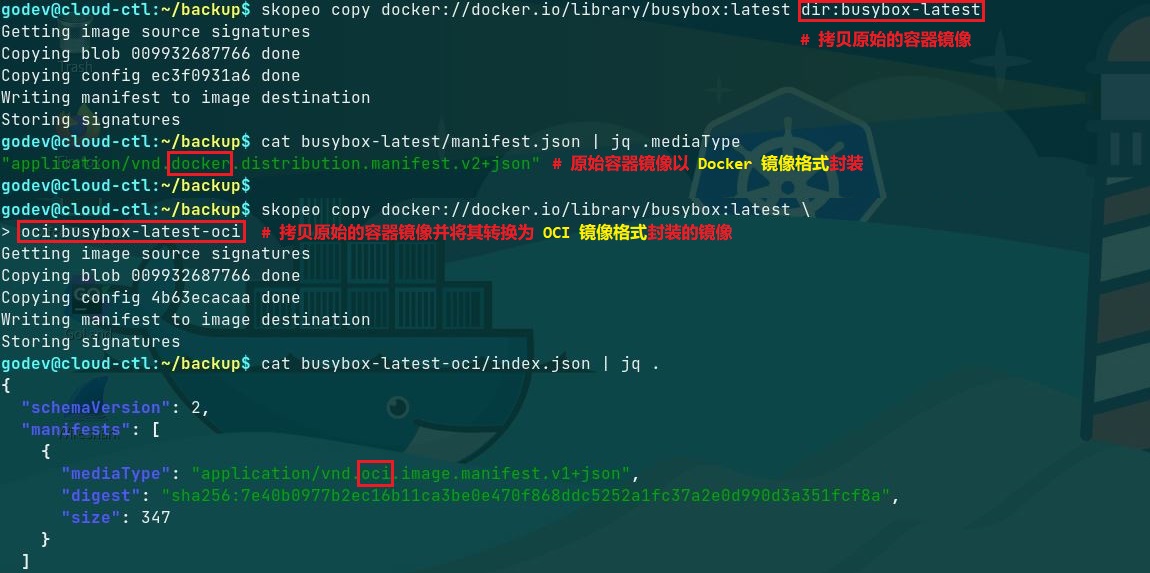 godev@cloud-ctl:~/backup$ skopeo copy docker://docker.io/library/busybox:latest dir:busybox-latest
Getting image source signatures
# 拷贝原始的容器镜像
Copying blob 009932687766 done
Copying config ec3f0931a6 done
Writing manifest to image destination
Storing signatures
godev@cloud-ctl:~/backup$ cat busybox-latest/manifest.json | jq .mediaType
"application/vnd.docker.distribution.manifest.v2+json" # 原始容器镜像以 Docker 镜像格式封装
godev@cloud-ctl:~/backup$
godev@cloud-ctl:~/backup$ skopeo copy docker://docker.io/library/busybox:latest \
> oci:busybox-latest-oci # 拷贝原始的容器镜像并将其转换为 OCI 镜像格式封装的镜像
Getting image source signatures
Copying blob 009932687766 done
Copying config 4b63ecacaa done
Writing manifest to image destination
Storing signatures
godev@cloud-ctl:~/backup$ cat busybox-latest-oci/index.json | jq .
{
"schemaVersion": 2,
"manifests": [
{
"mediaType": "application/vnd.oci.image.manifest.v1+json",
"digest": "sha256:7e40b0977b2ec16b11ca3be0e470f868ddc5252a1fc37a2e0d990d3a351fcf8a",
"size": 347
}
]